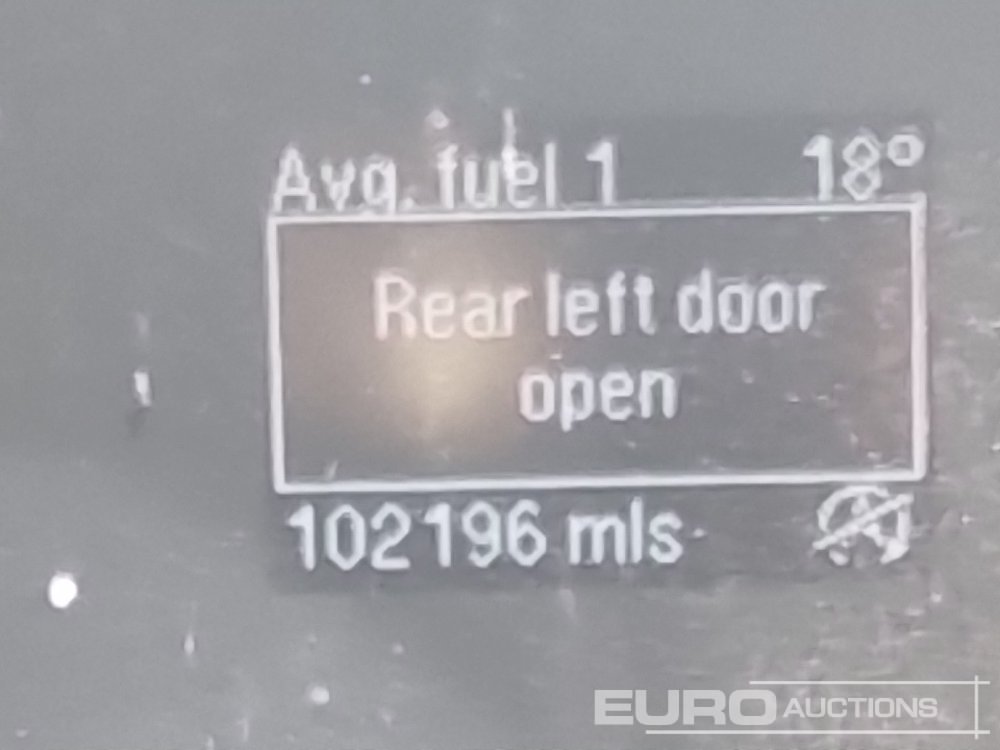 Avg. fuel 1 18°
Rear left door
open
102196 mls
EURO AUCTIONS